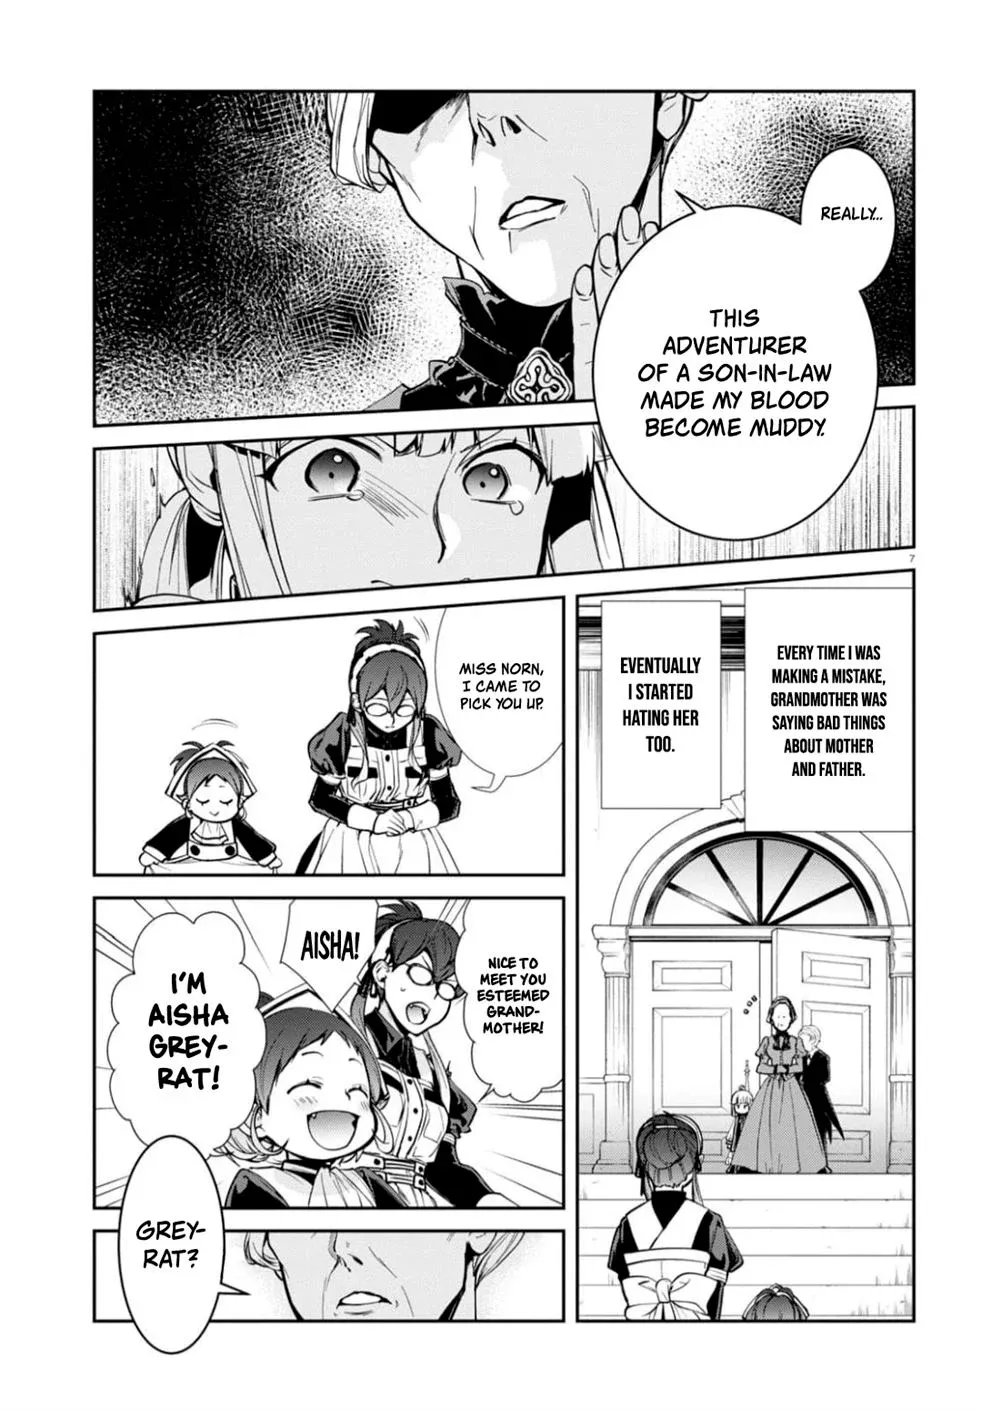 REALLY...
THIS
ADVENTURER
OF A SON-IN-LAW
MADE MY BLOOD
BECOME MUDDY.
7
EVERY TIME I WAS
MAKING A MISTAKE,
GRANDMOTHER WAS
SAYING BAD THINGS
ABOUT MOTHER
AND FATHER.
EVENTUALLY
I STARTED
HATING HER
TOO.
MISS NORN,
I CAME TO
PICK YOU UP.
NICE TO
MEET YOU
ESTEEMED
GRAND-
MOTHER!
AISHA!
I'M
AISHA
GREY-
RAT!
GREY-
RAT?